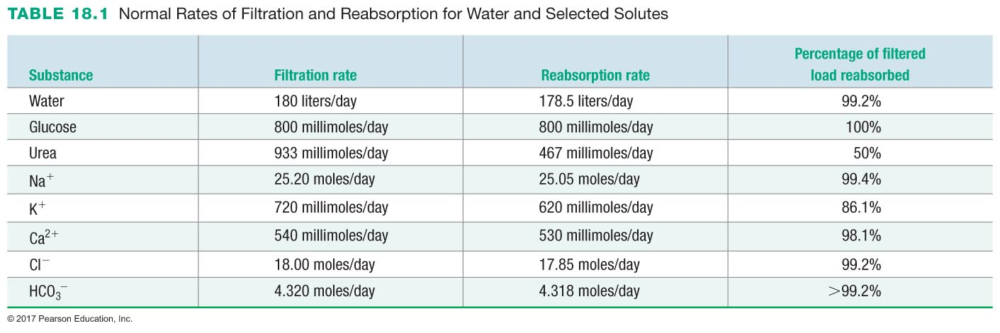 TABLE 18.1 Normal Rates of Filtration and Reabsorption for Water and Selected Solutes
Substance Filtration rate Reabsorption rate Percentage of filtered load reabsorbed
Water 180 liters/day 178.5 liters/day 99.2%
Glucose 800 millimoles/day 800 millimoles/day 100%
Urea 933 millimoles/day 467 millimoles/day 50%
Na⁺ 25.20 moles/day 25.05 moles/day 99.4%
K⁺ 720 millimoles/day 620 millimoles/day 86.1%
Ca²⁺ 540 millimoles/day 530 millimoles/day 98.1%
Cl⁻ 18.00 moles/day 17.85 moles/day 99.2%
HCO₃⁻ 4.320 moles/day 4.318 moles/day >99.2%
© 2017 Pearson Education, Inc.